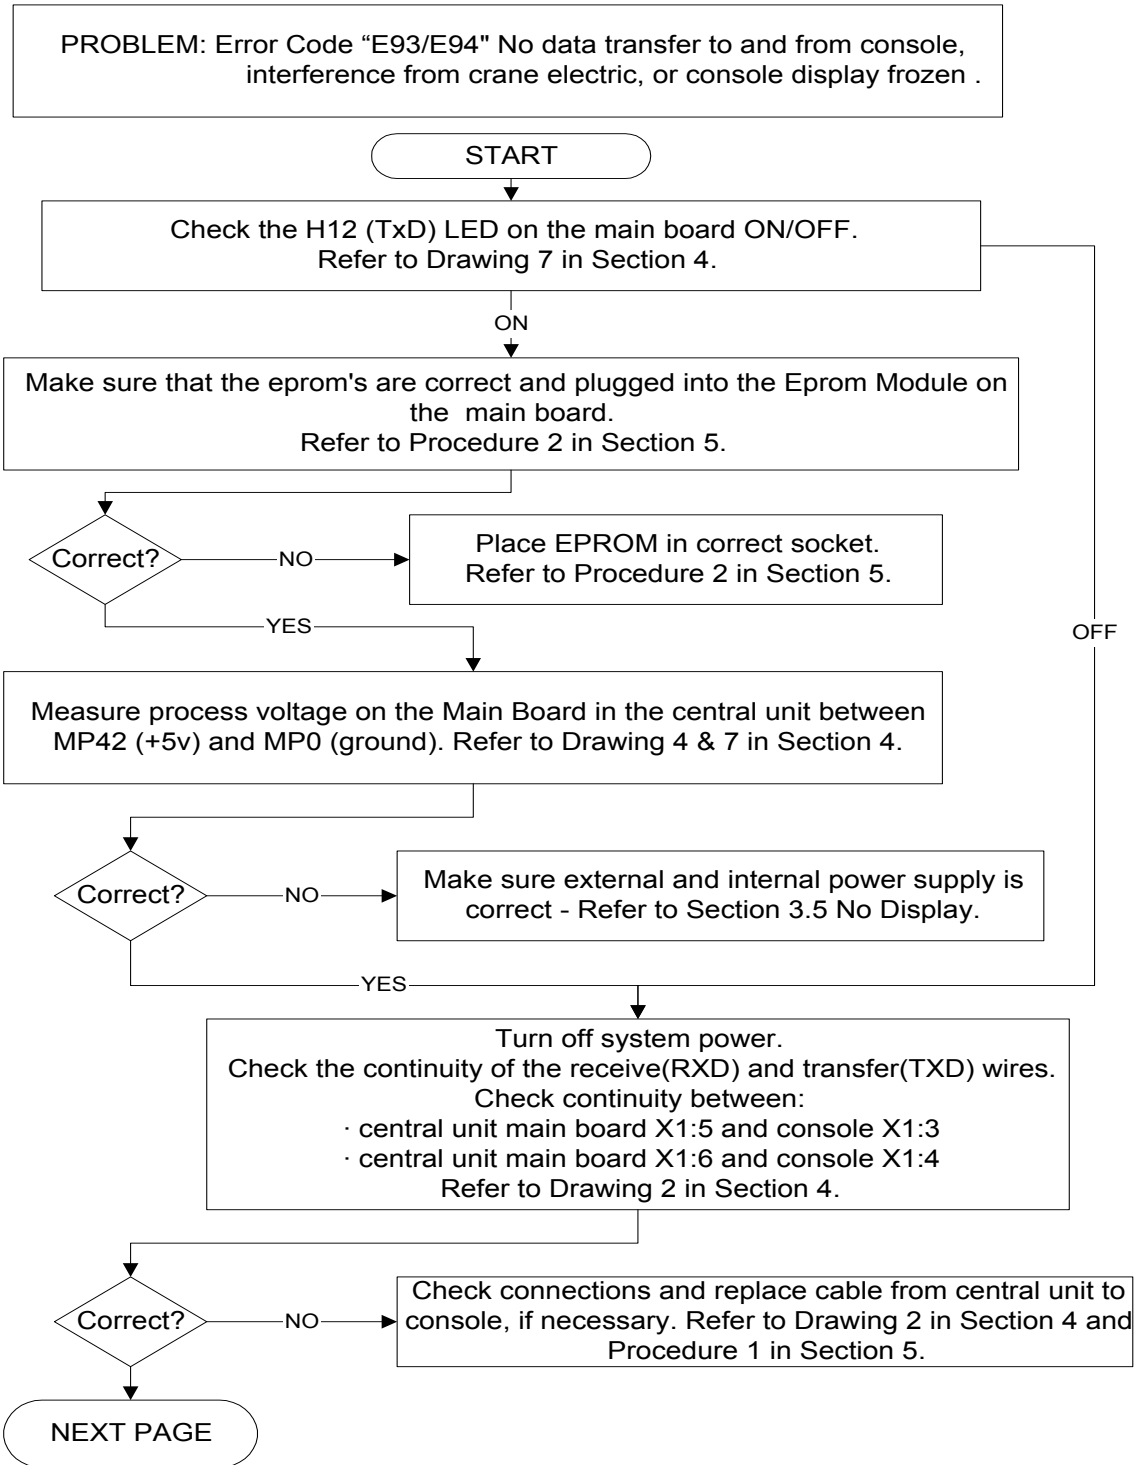 PROBLEM: Error Code “E93/E94" No data transfer to and from console,
interference from crane electric, or console display frozen .
START
Check the H12 (TxD) LED on the main board ON/OFF.
Refer to Drawing 7 in Section 4.
ON
Make sure that the eprom's are correct and plugged into the Eprom Module on
the  main board.
Refer to Procedure 2 in Section 5.
Correct?
NO
Place EPROM in correct socket.
Refer to Procedure 2 in Section 5.
YES
OFF
Measure process voltage on the Main Board in the central unit between
MP42 (+5v) and MP0 (ground). Refer to Drawing 4 & 7 in Section 4.
Correct?
NO
Make sure external and internal power supply is
correct - Refer to Section 3.5 No Display.
YES
Turn off system power.
Check the continuity of the receive(RXD) and transfer(TXD) wires.
Check continuity between:
· central unit main board X1:5 and console X1:3
· central unit main board X1:6 and console X1:4
Refer to Drawing 2 in Section 4.
Correct?
NO
Check connections and replace cable from central unit to
console, if necessary. Refer to Drawing 2 in Section 4 and
Procedure 1 in Section 5.
NEXT PAGE